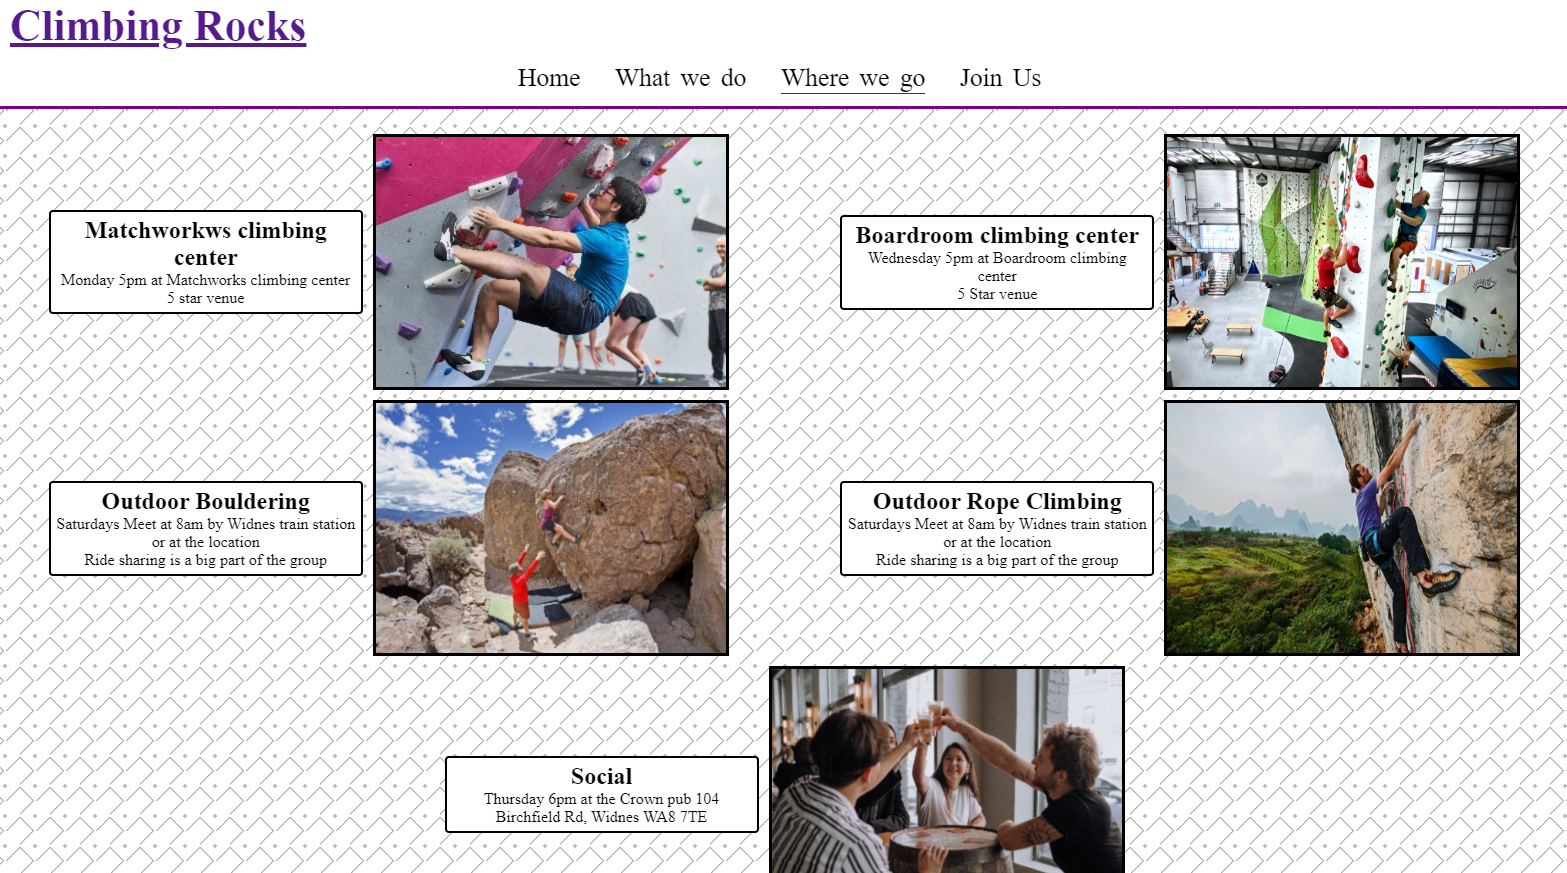 Climbing Rocks
Home What we do Where we go Join Us
Matchworkws climbing
center
Monday 5pm at Matchworks climbing center
5 star venue
Boardroom climbing center
Wednesday 5pm at Boardroom climbing
center
5 Star venue
Outdoor Bouldering
Saturdays Meet at 8am by Widnes train station
or at the location
Ride sharing is a big part of the group
Outdoor Rope Climbing
Saturdays Meet at 8am by Widnes train station
or at the location
Ride sharing is a big part of the group
Social
Thursday 6pm at the Crown pub 104
Birchfield Rd, Widnes WA8 7TE